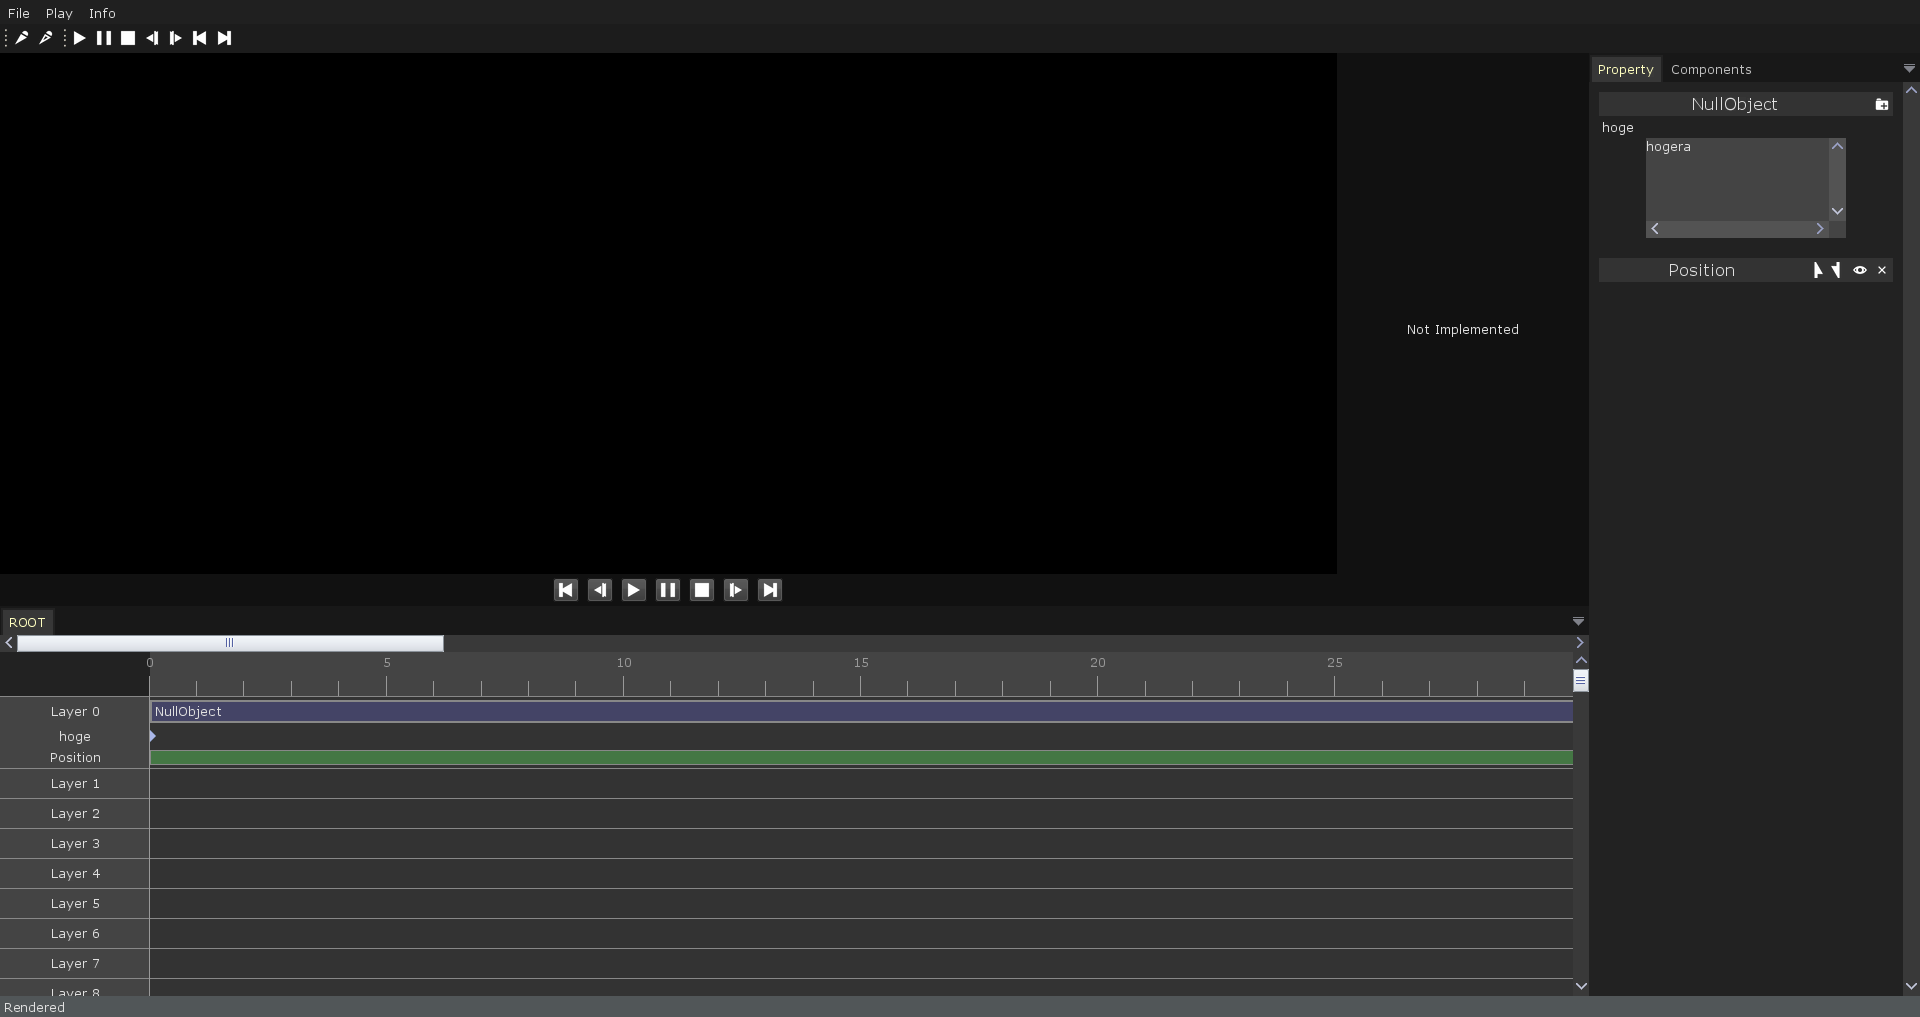 File Play Info
Property Components
NullObject
hoge
hogera
Position
Not Implemented
ROOT
0 5 10 15 20 25
Layer 0 NullObject
hoge
Position
Layer 1
Layer 2
Layer 3
Layer 4
Layer 5
Layer 6
Layer 7
Layer 8
Rendered